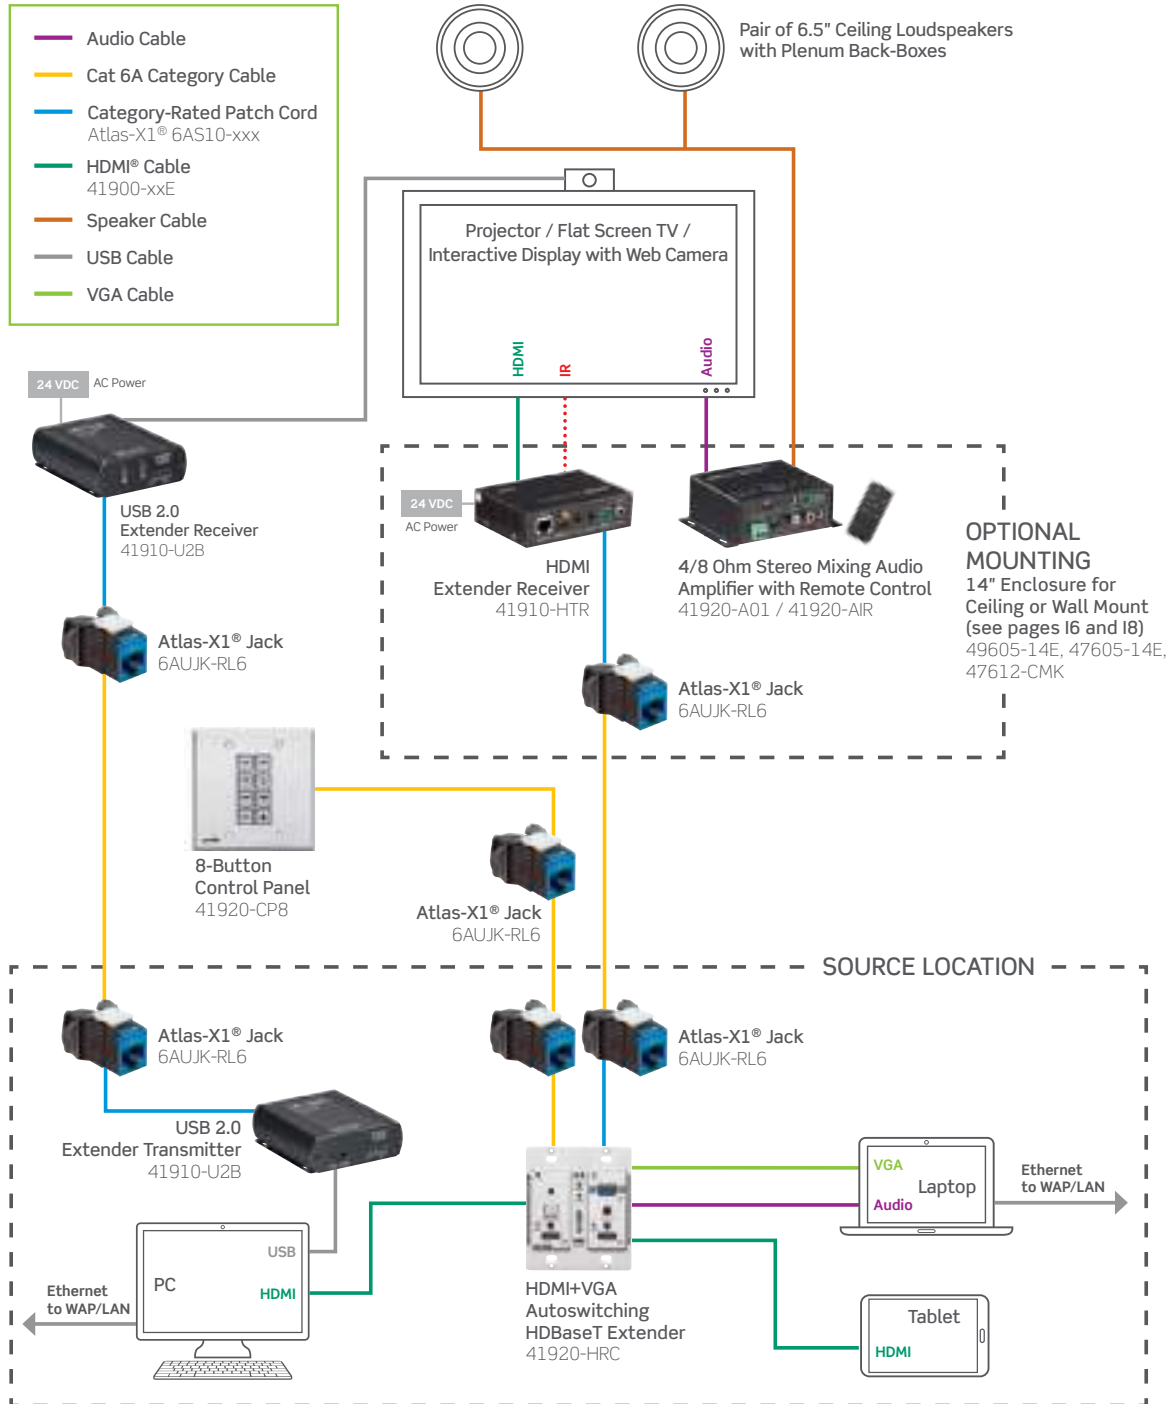 Audio Cable
Cat 6A Category Cable
Category-Rated Patch Cord
Atlas-X1® 6AS10-xxx
HDMI® Cable
41900-xxE
Speaker Cable
USB Cable
VGA Cable
Pair of 6.5" Ceiling Loudspeakers
with Plenum Back-Boxes
Projector / Flat Screen TV /
Interactive Display with Web Camera
HDMI
IR
Audio
24 VDC
AC Power
USB 2.0
Extender Receiver
41910-U2B
24 VDC
AC Power
HDMI
Extender Receiver
41910-HTR
4/8 Ohm Stereo Mixing Audio
Amplifier with Remote Control
41920-A01 / 41920-AIR
OPTIONAL
MOUNTING
14" Enclosure for
Ceiling or Wall Mount
(see pages I6 and I8)
49605-14E, 47605-14E,
47612-CMK
Atlas-X1® Jack
6AUJK-RL6
Atlas-X1® Jack
6AUJK-RL6
8-Button
Control Panel
41920-CP8
Atlas-X1® Jack
6AUJK-RL6
SOURCE LOCATION
Atlas-X1® Jack
6AUJK-RL6
Atlas-X1® Jack
6AUJK-RL6
USB 2.0
Extender Transmitter
41910-U2B
VGA
Laptop
Audio
Ethernet
to WAP/LAN
USB
PC
HDMI
Ethernet
to WAP/LAN
HDMI+VGA
Autoswitching
HDBaseT Extender
41920-HRC
Tablet
HDMI